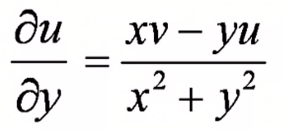 ∂u/∂y = (xv − yu)/(x² + y²)